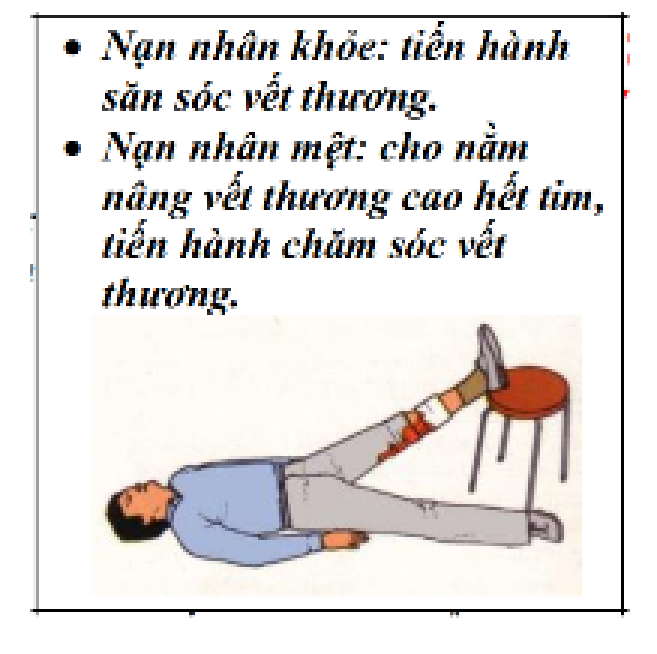 • Nạn nhân khỏe: tiến hành
săn sóc vết thương.
• Nạn nhân mệt: cho nằm
nâng vết thương cao hết tim,
tiến hành chăm sóc vết
thương.